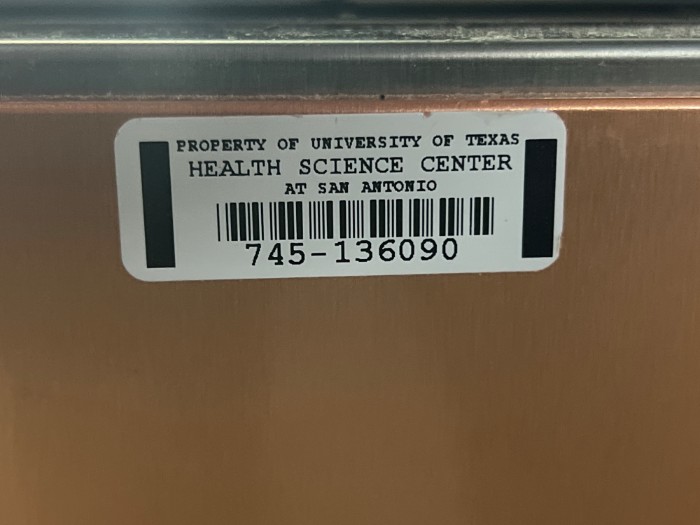 PROPERTY OF UNIVERSITY OF TEXAS
HEALTH SCIENCE CENTER
AT SAN ANTONIO
745-136090